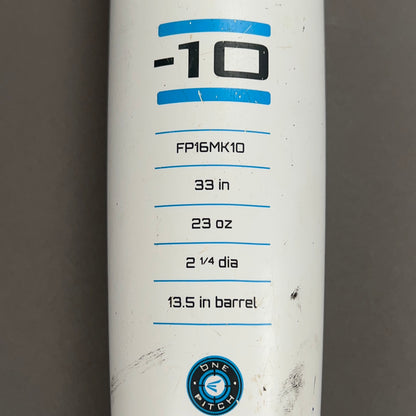 -10
FP16MK10
33 in
23 oz
2 1/4 dia
13.5 in barrel
ONE
PITCH